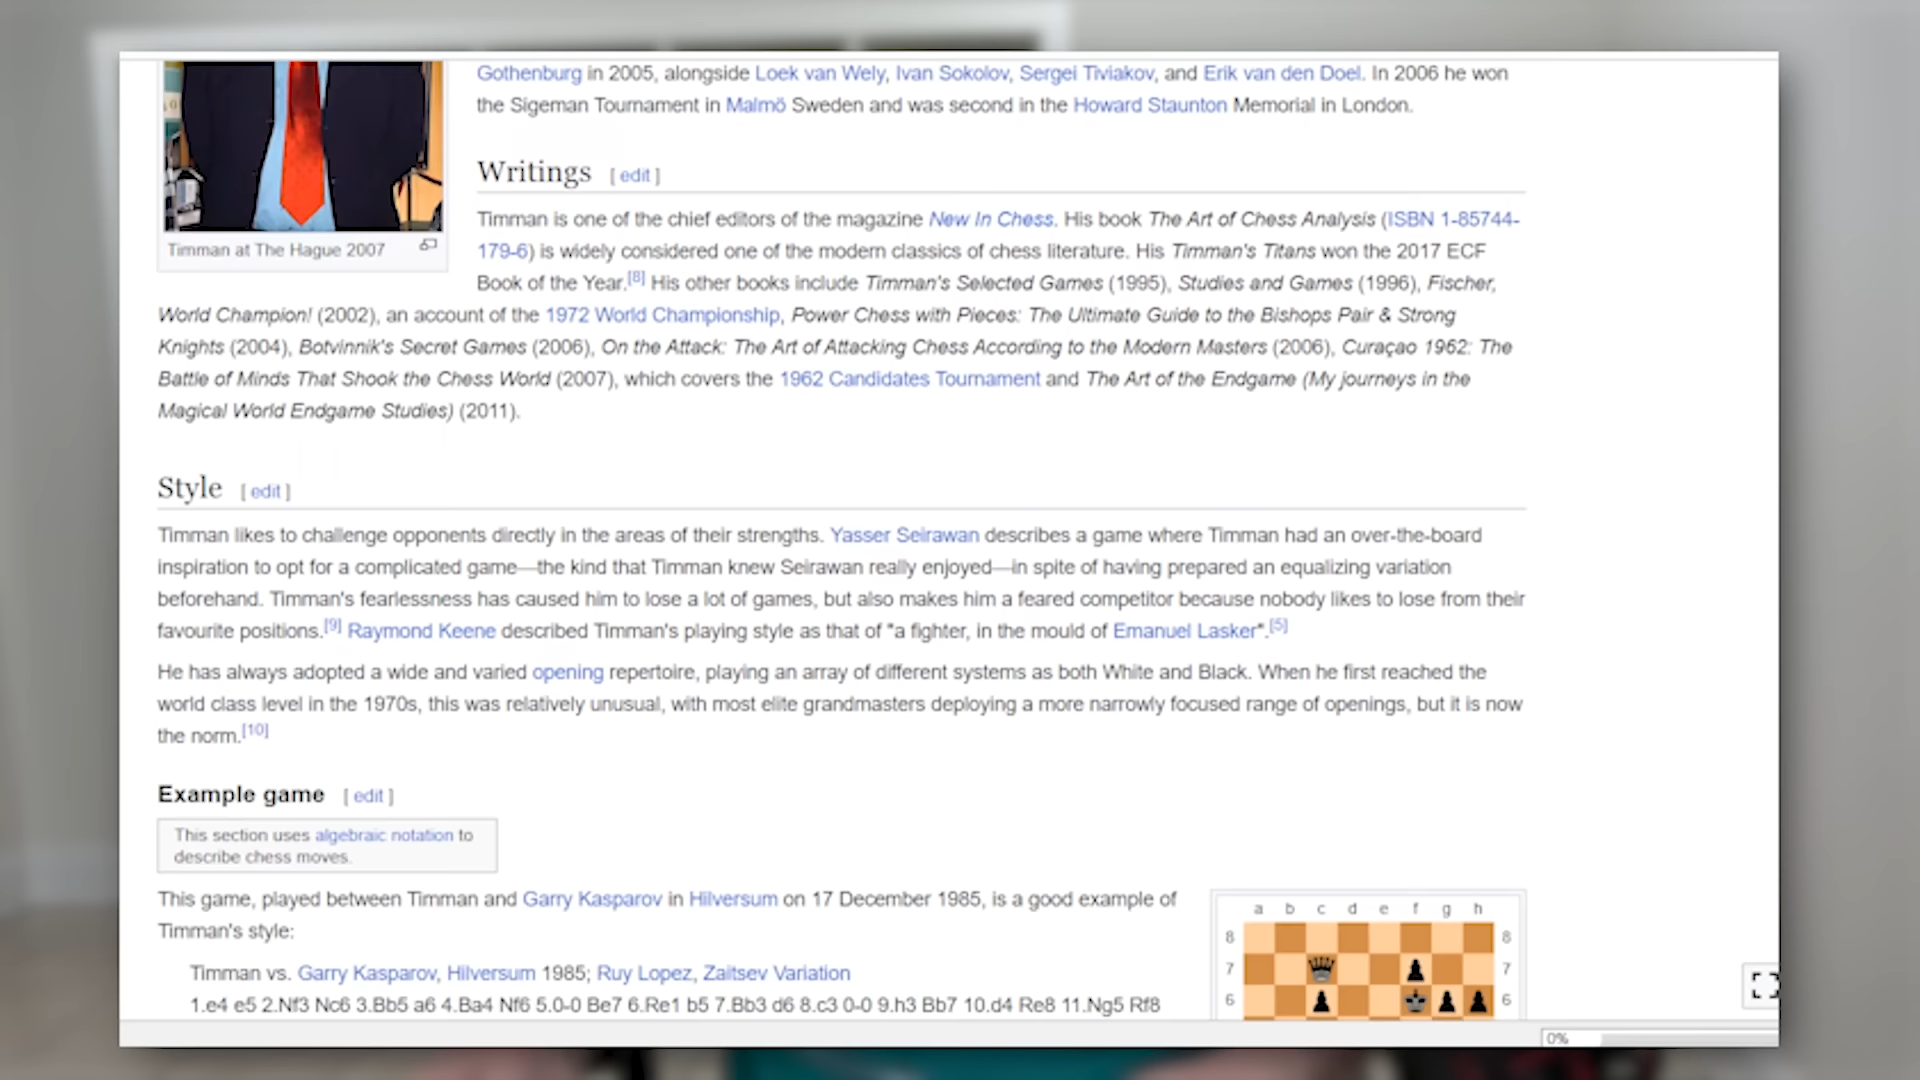 Gothenburg in 2005, alongside Loek van Wely, Ivan Sokolov, Sergei Tiviakov, and Erik van den Doel. In 2006 he won
the Sigeman Tournament in Malmö Sweden and was second in the Howard Staunton Memorial in London.
Writings [ edit ]
Timman is one of the chief editors of the magazine New In Chess. His book The Art of Chess Analysis (ISBN 1-85744-
179-6) is widely considered one of the modern classics of chess literature. His Timman's Titans won the 2017 ECF
Timman at The Hague 2007
Book of the Year.[8] His other books include Timman's Selected Games (1995), Studies and Games (1996), Fischer,
World Champion! (2002), an account of the 1972 World Championship, Power Chess with Pieces: The Ultimate Guide to the Bishops Pair & Strong
Knights (2004), Botvinnik's Secret Games (2006), On the Attack: The Art of Attacking Chess According to the Modern Masters (2006), Curaçao 1962: The
Battle of Minds That Shook the Chess World (2007), which covers the 1962 Candidates Tournament and The Art of the Endgame (My journeys in the
Magical World Endgame Studies) (2011).
Style [ edit ]
Timman likes to challenge opponents directly in the areas of their strengths. Yasser Seirawan describes a game where Timman had an over-the-board
inspiration to opt for a complicated game—the kind that Timman knew Seirawan really enjoyed—in spite of having prepared an equalizing variation
beforehand. Timman's fearlessness has caused him to lose a lot of games, but also makes him a feared competitor because nobody likes to lose from their
favourite positions.[9] Raymond Keene described Timman's playing style as that of "a fighter, in the mould of Emanuel Lasker".[5]
He has always adopted a wide and varied opening repertoire, playing an array of different systems as both White and Black. When he first reached the
world class level in the 1970s, this was relatively unusual, with most elite grandmasters deploying a more narrowly focused range of openings, but it is now
the norm.[10]
Example game [ edit ]
This section uses algebraic notation to
describe chess moves.
This game, played between Timman and Garry Kasparov in Hilversum on 17 December 1985, is a good example of
Timman's style:
Timman vs. Garry Kasparov, Hilversum 1985; Ruy Lopez, Zaitsev Variation
1.e4 e5 2.Nf3 Nc6 3.Bb5 a6 4.Ba4 Nf6 5.0-0 Be7 6.Re1 b5 7.Bb3 d6 8.c3 0-0 9.h3 Bb7 10.d4 Re8 11.Ng5 Rf8
a b c d e f g h
8 8
7 7
6 6
0%